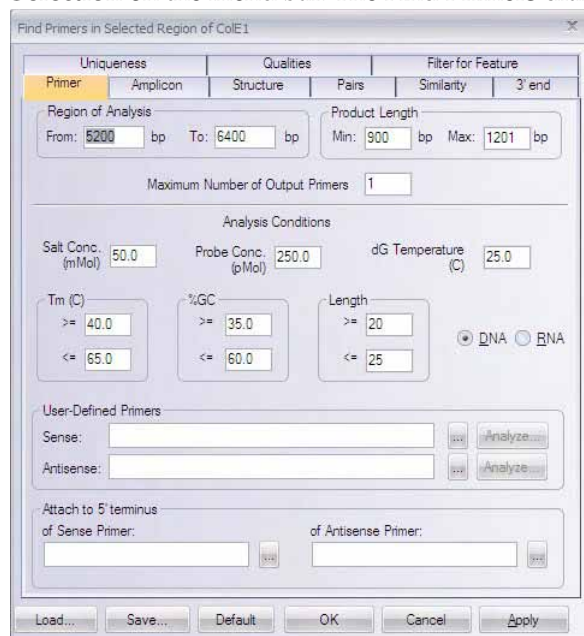 Find Primers in Selected Region of ColE1
Uniqueness Qualities Filter for Feature
Primer Amplicon Structure Pairs Similarity 3' end
Region of Analysis Product Length
From: 5200 bp To: 6400 bp Min: 900 bp Max: 1201 bp
Maximum Number of Output Primers 1
Analysis Conditions
Salt Conc. (mMol) 50.0 Probe Conc. (pMol) 250.0 dG Temperature (C) 25.0
Tm (C) %GC Length
>= 40.0 >= 35.0 >= 20
<= 65.0 <= 60.0 <= 25
DNA RNA
User-Defined Primers
Sense: ... Analyze...
Antisense: ... Analyze...
Attach to 5' terminus
of Sense Primer: of Antisense Primer:
... ...
Load... Save... Default OK Cancel Apply